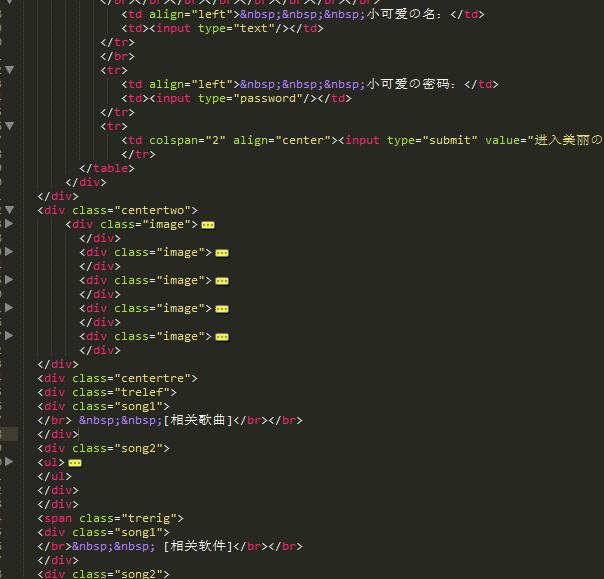 </br></br></br></br></br></br></br></br>
<td align="left">&nbsp;&nbsp;&nbsp;小可爱の名：</td>
<td><input type="text"/></td>
</tr>
</br>
<tr>
<td align="left">&nbsp;&nbsp;&nbsp;小可爱の密码：</td>
<td><input type="password"/></td>
</tr>
<tr>
<td colspan="2" align="center"><input type="submit" value="进入美丽の
</tr>
</table>
</div>
</div>
<div class="centertwo">
<div class="image">
</div>
<div class="image">
</div>
<div class="image">
</div>
<div class="image">
</div>
<div class="image">
</div>
</div>
<div class="centertre">
<div class="trelef">
<div class="song1">
</br> &nbsp;&nbsp;[相关歌曲]</br></br>
</div>
<div class="song2">
<ul>
</ul>
</div>
</div>
<span class="trerig">
<div class="song1">
</br>&nbsp;&nbsp; [相关软件]</br></br>
</div>
<div class="song2">